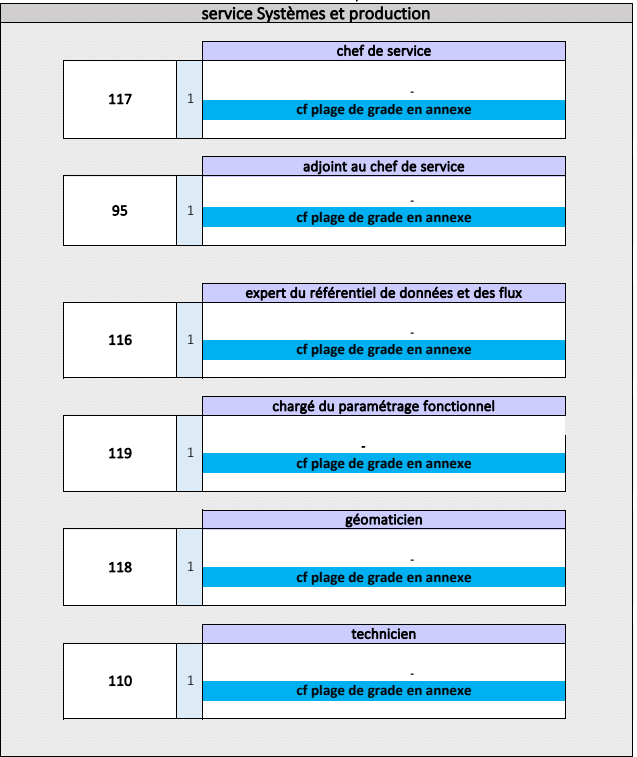 service Systèmes et production
chef de service
117
1
-
cf plage de grade en annexe
adjoint au chef de service
95
1
-
cf plage de grade en annexe
expert du référentiel de données et des flux
116
1
-
cf plage de grade en annexe
chargé du paramétrage fonctionnel
119
1
-
cf plage de grade en annexe
géomaticien
118
1
-
cf plage de grade en annexe
technicien
110
1
-
cf plage de grade en annexe